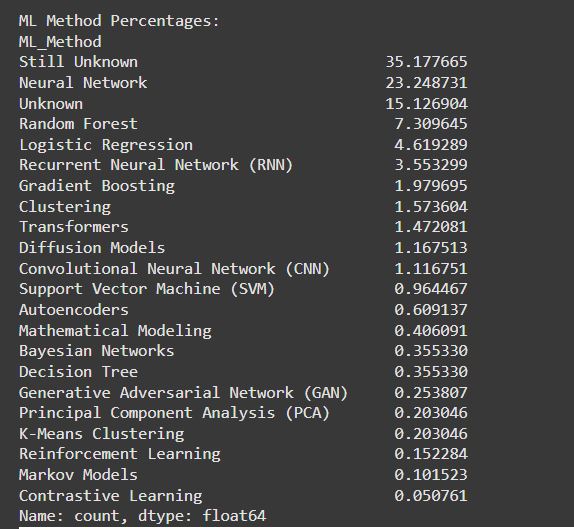 ML Method Percentages:
ML_Method
Still Unknown 35.177665
Neural Network 23.248731
Unknown 15.126904
Random Forest 7.309645
Logistic Regression 4.619289
Recurrent Neural Network (RNN) 3.553299
Gradient Boosting 1.979695
Clustering 1.573604
Transformers 1.472081
Diffusion Models 1.167513
Convolutional Neural Network (CNN) 1.116751
Support Vector Machine (SVM) 0.964467
Autoencoders 0.609137
Mathematical Modeling 0.406091
Bayesian Networks 0.355330
Decision Tree 0.355330
Generative Adversarial Network (GAN) 0.253807
Principal Component Analysis (PCA) 0.203046
K-Means Clustering 0.203046
Reinforcement Learning 0.152284
Markov Models 0.101523
Contrastive Learning 0.050761
Name: count, dtype: float64